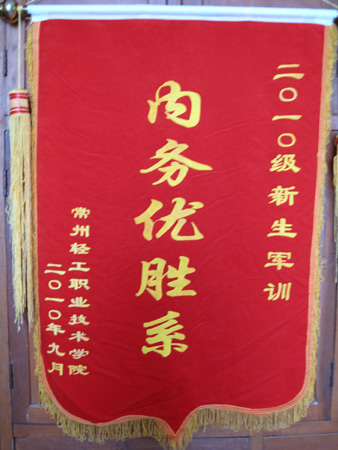 二〇一〇级新生军训
内务优胜系
常州轻工职业技术学院
二〇一〇年九月